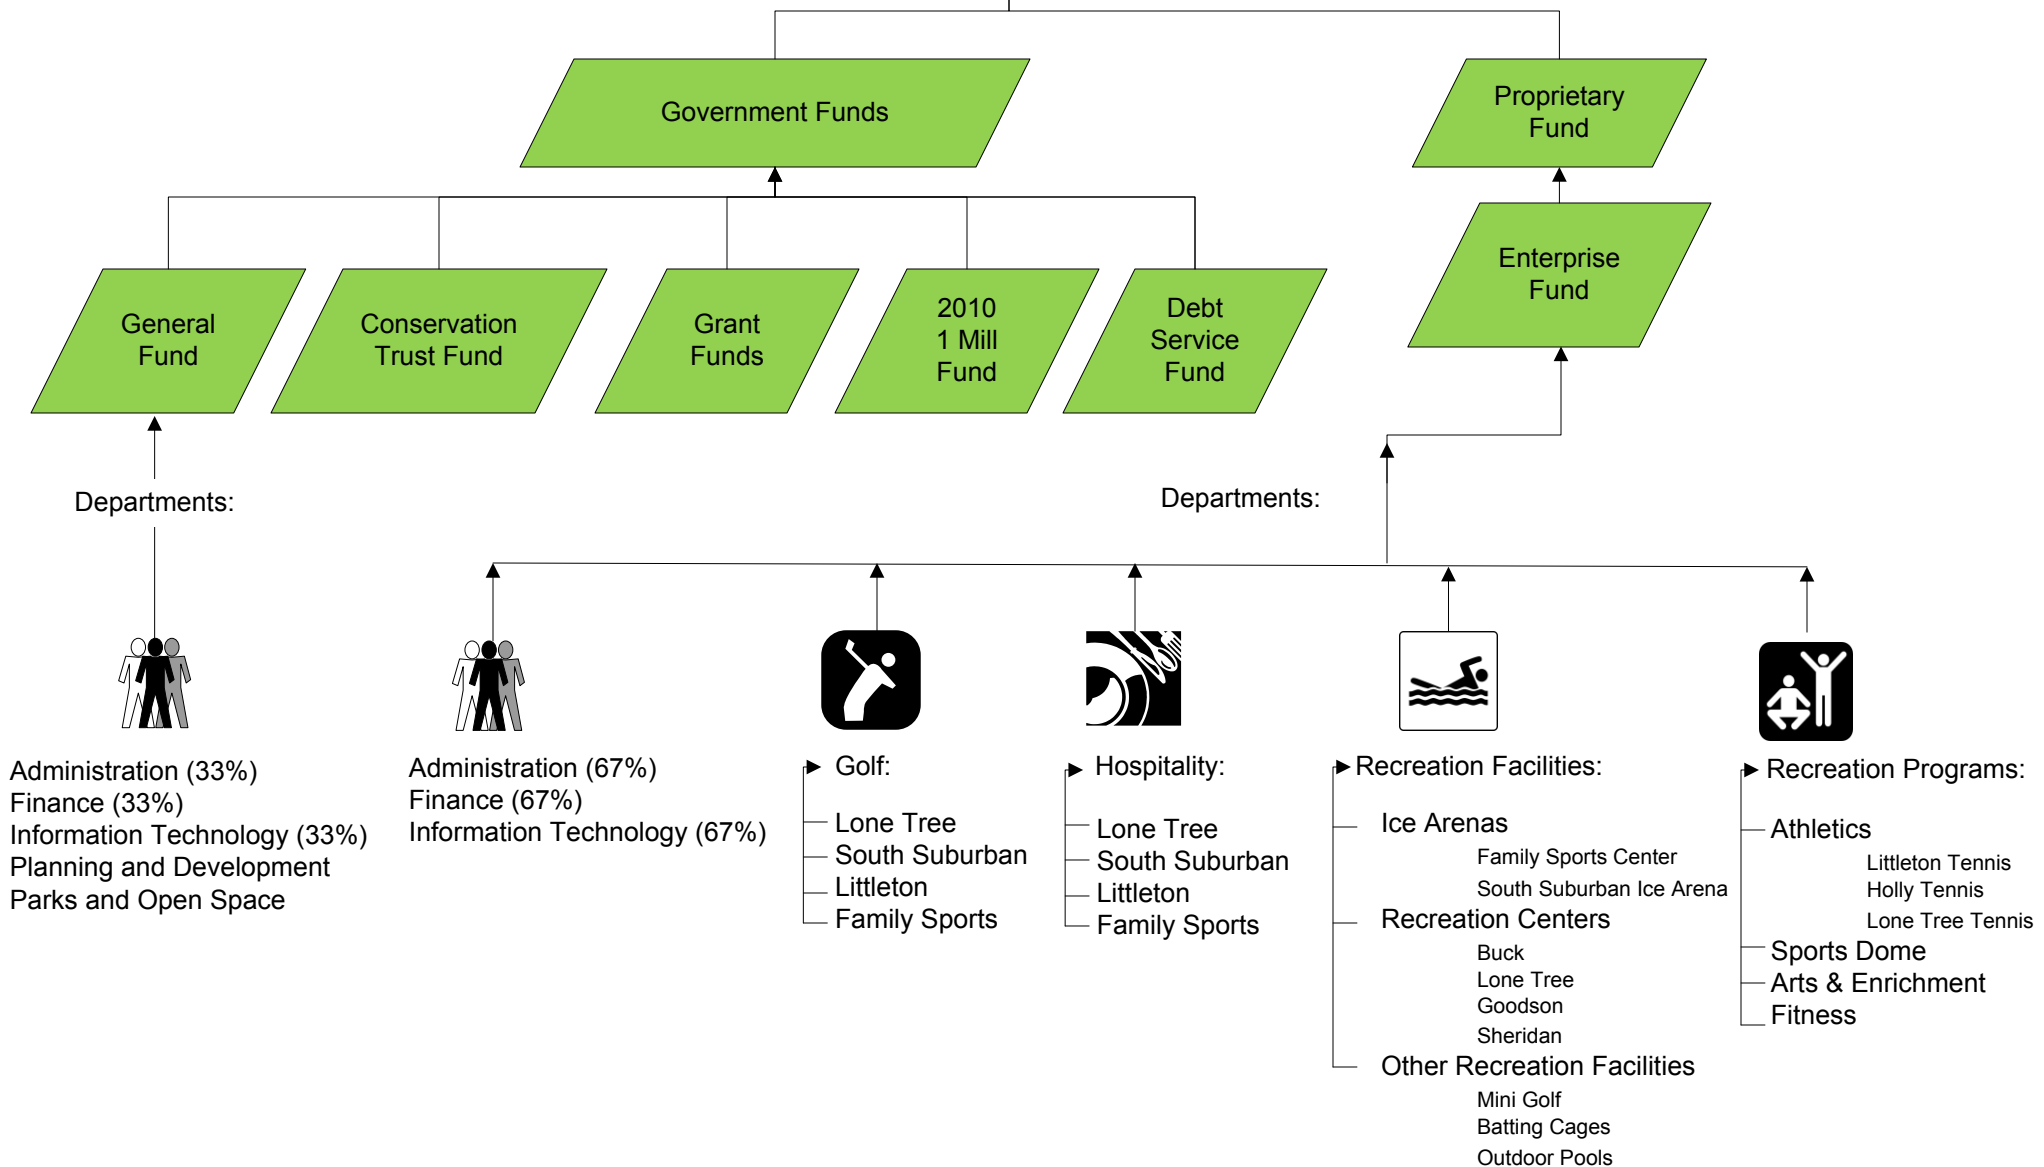 Government Funds
Proprietary
Fund
General
Fund
Conservation
Trust Fund
Grant
Funds
2010
1 Mill
Fund
Debt
Service
Fund
Enterprise
Fund
Departments:
Departments:
Administration (33%)
Finance (33%)
Information Technology (33%)
Planning and Development
Parks and Open Space
Administration (67%)
Finance (67%)
Information Technology (67%)
Golf:
Lone Tree
South Suburban
Littleton
Family Sports
Hospitality:
Lone Tree
South Suburban
Littleton
Family Sports
Recreation Facilities:
Ice Arenas
Family Sports Center
South Suburban Ice Arena
Recreation Centers
Buck
Lone Tree
Goodson
Sheridan
Other Recreation Facilities
Mini Golf
Batting Cages
Outdoor Pools
Recreation Programs:
Athletics
Littleton Tennis
Holly Tennis
Lone Tree Tennis
Sports Dome
Arts & Enrichment
Fitness